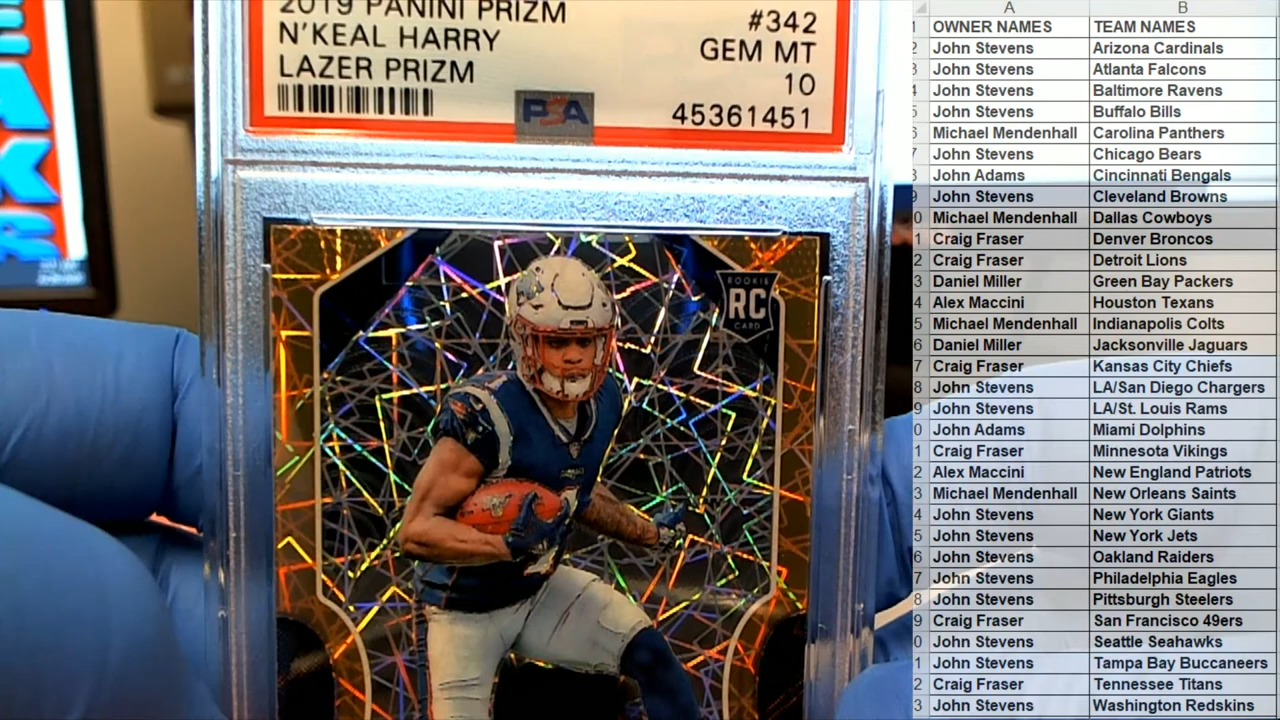 2019 PANINI PRIZM
#342
N'KEAL HARRY
GEM MT
LAZER PRIZM
10
PSA
45361451
ROOKIE
RC
CARD
A B
OWNER NAMES TEAM NAMES
John Stevens Arizona Cardinals
John Stevens Atlanta Falcons
John Stevens Baltimore Ravens
John Stevens Buffalo Bills
Michael Mendenhall Carolina Panthers
John Stevens Chicago Bears
John Adams Cincinnati Bengals
John Stevens Cleveland Browns
Michael Mendenhall Dallas Cowboys
Craig Fraser Denver Broncos
Craig Fraser Detroit Lions
Daniel Miller Green Bay Packers
Alex Maccini Houston Texans
Michael Mendenhall Indianapolis Colts
Daniel Miller Jacksonville Jaguars
Craig Fraser Kansas City Chiefs
John Stevens LA/San Diego Chargers
John Stevens LA/St. Louis Rams
John Adams Miami Dolphins
Craig Fraser Minnesota Vikings
Alex Maccini New England Patriots
Michael Mendenhall New Orleans Saints
John Stevens New York Giants
John Stevens New York Jets
John Stevens Oakland Raiders
John Stevens Philadelphia Eagles
John Stevens Pittsburgh Steelers
Craig Fraser San Francisco 49ers
John Stevens Seattle Seahawks
John Stevens Tampa Bay Buccaneers
Craig Fraser Tennessee Titans
John Stevens Washington Redskins